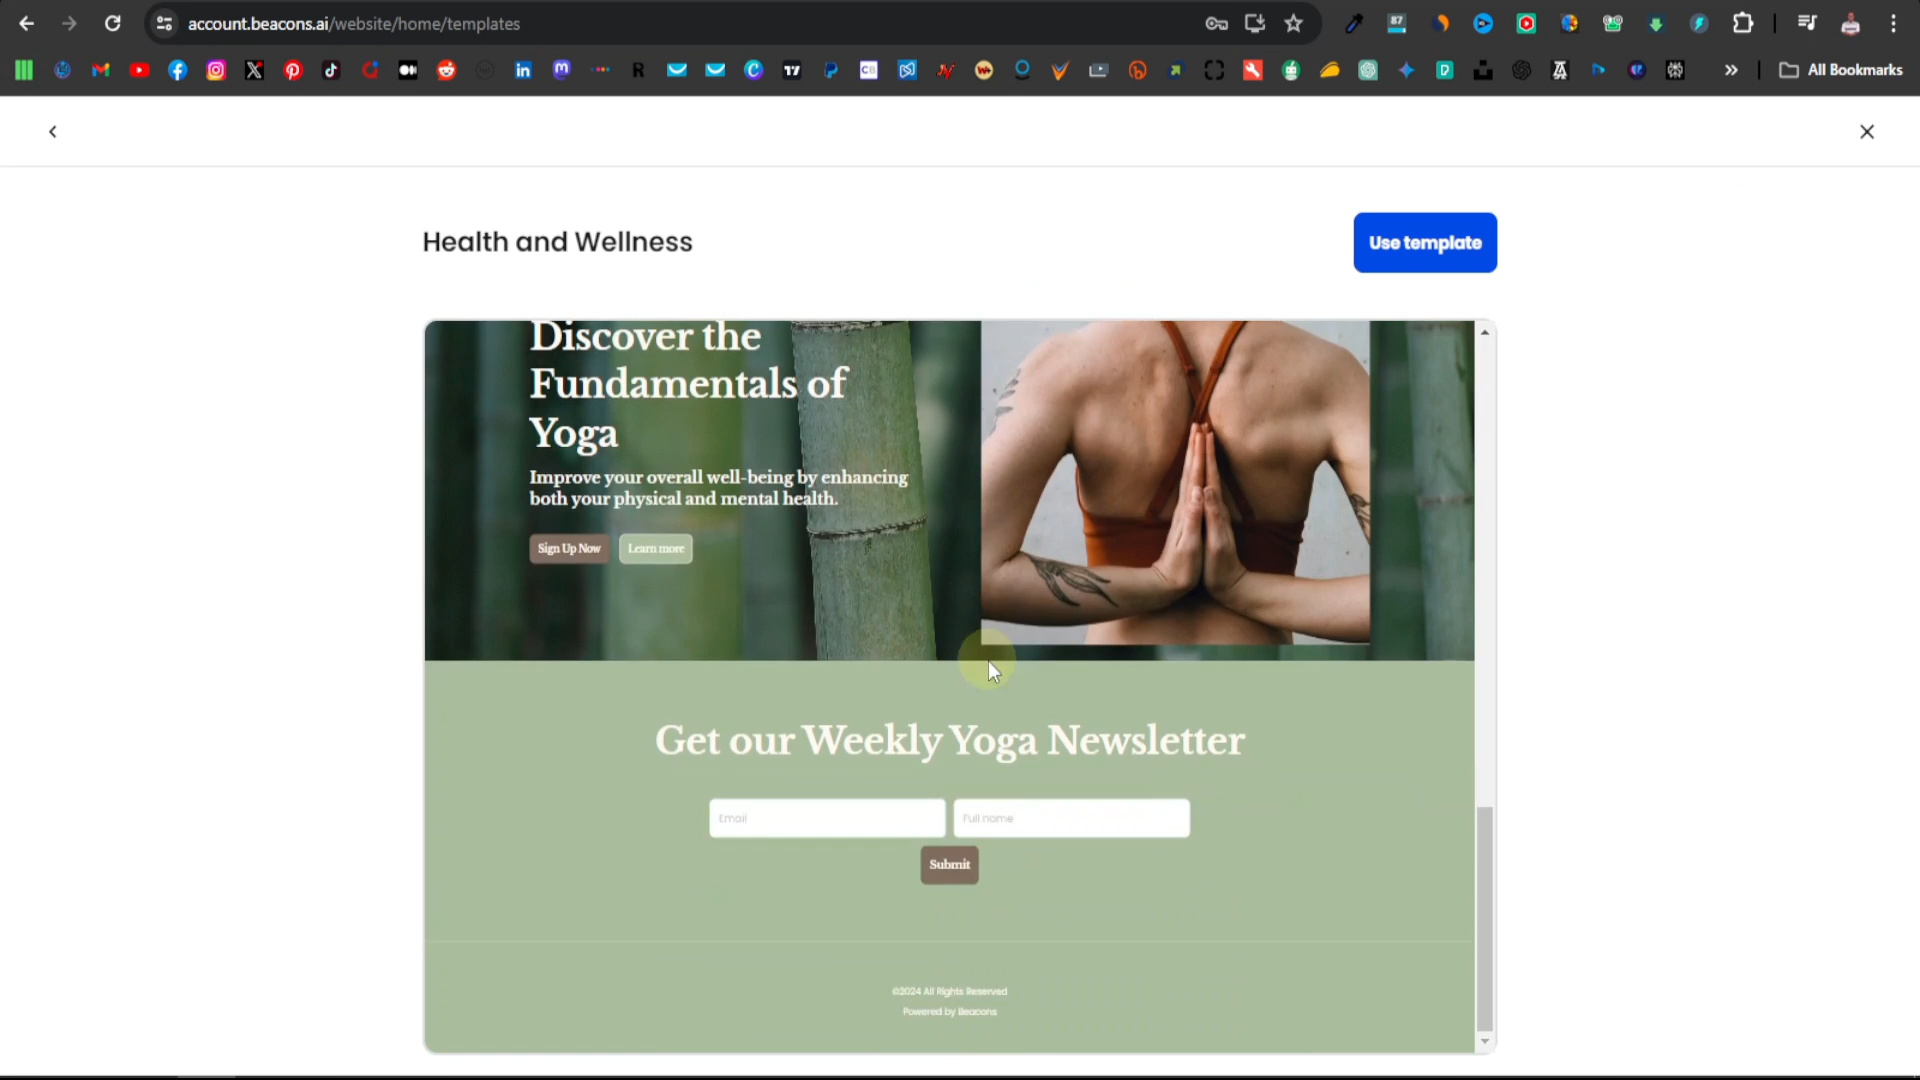 account.beacons.ai/website/home/templates
87
All Bookmarks
Health and Wellness
Use template
Discover the
Fundamentals of
Yoga
Improve your overall well-being by enhancing
both your physical and mental health.
Sign Up Now
Learn more
Get our Weekly Yoga Newsletter
Email
Full name
Submit
©2024 All Rights Reserved
Powered by Beacons